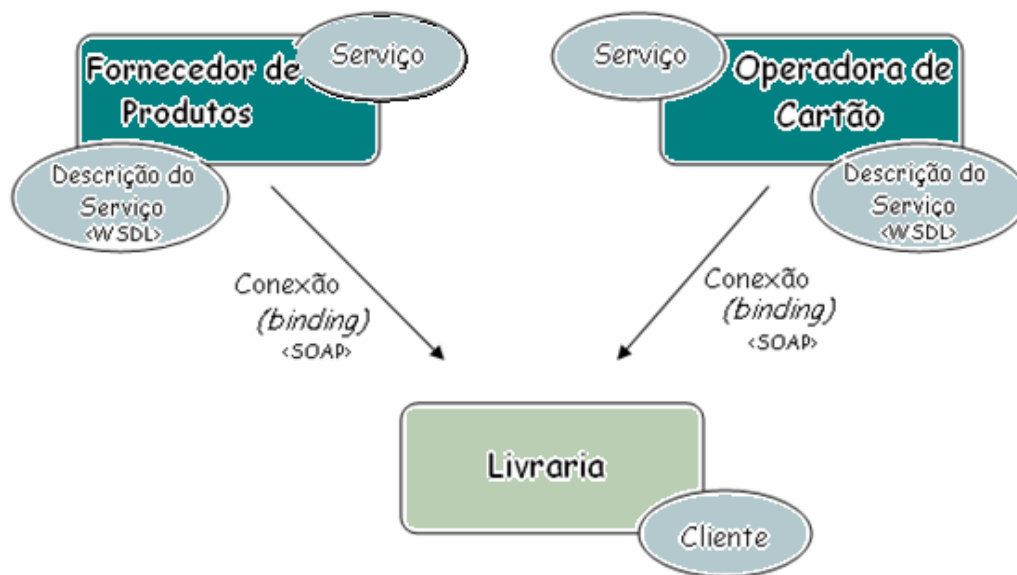 Fornecedor de
Produtos
Serviço
Descrição do
Serviço
<WSDL>
Serviço
Operadora de
Cartão
Descrição do
Serviço
<WSDL>
Conexão
(binding)
<SOAP>
Conexão
(binding)
<SOAP>
Livraria
Cliente